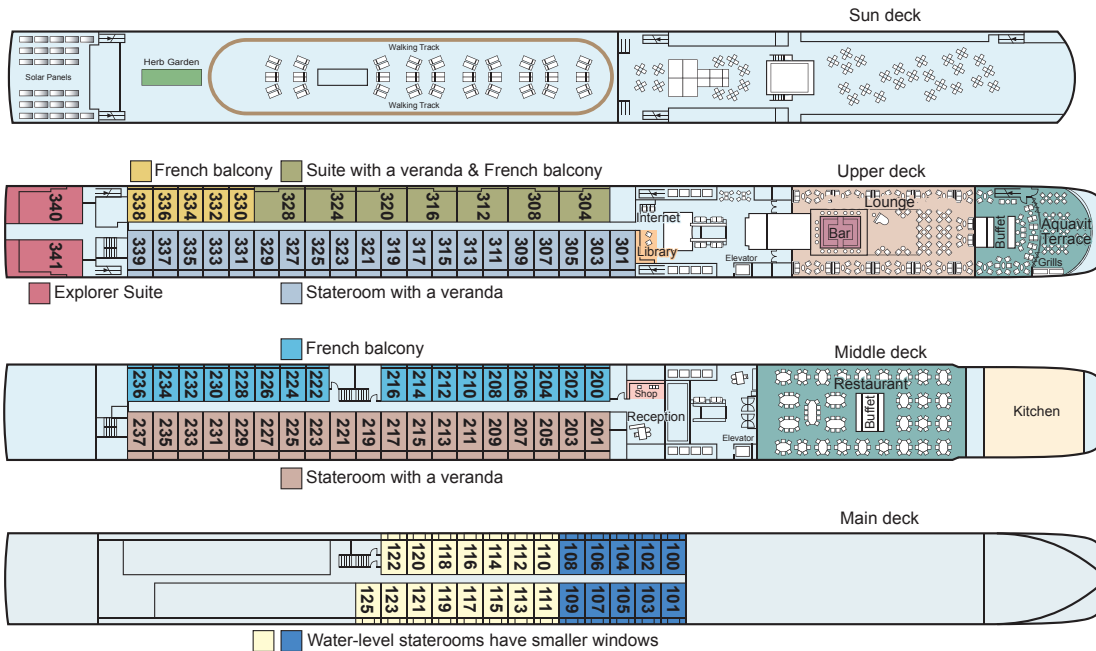 Sun deck
Walking Track
Herb Garden
Solar Panels
Walking Track
French balcony
Suite with a veranda & French balcony
Upper deck
340
338 336 334 332 330 328 324 320 316 312 308 304
Internet
Lounge
Bar
Buffet
Aquavit
Terrace
341
339 337 335 333 331 329 327 325 323 321 317 315 313 311 309 307 305 303 301
Library
Elevator
Grills
Explorer Suite
Stateroom with a veranda
French balcony
Middle deck
236 234 232 230 228 226 224 222 216 214 212 210 208 206 204 202 200
Shop
Restaurant
Buffet
Kitchen
Reception
237 235 233 231 229 227 225 223 221 219 217 215 211 209 207 205 203 201
Elevator
Stateroom with a veranda
Main deck
122 120 118 116 114 112 110 108 106 104 102 100
125 123 121 119 117 115 113 111 109 107 105 103 101
Water-level staterooms have smaller windows